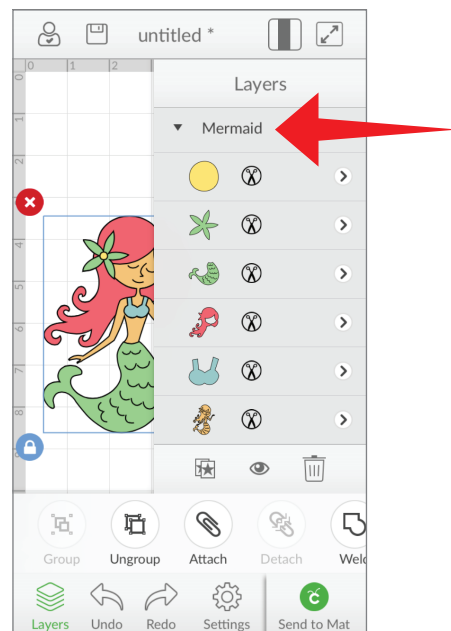 untitled *
0 1 2
Layers
0
1
Mermaid
2
4
5
6
7
8
Group Ungroup Attach Detach Weld
Layers Undo Redo Settings Send to Mat